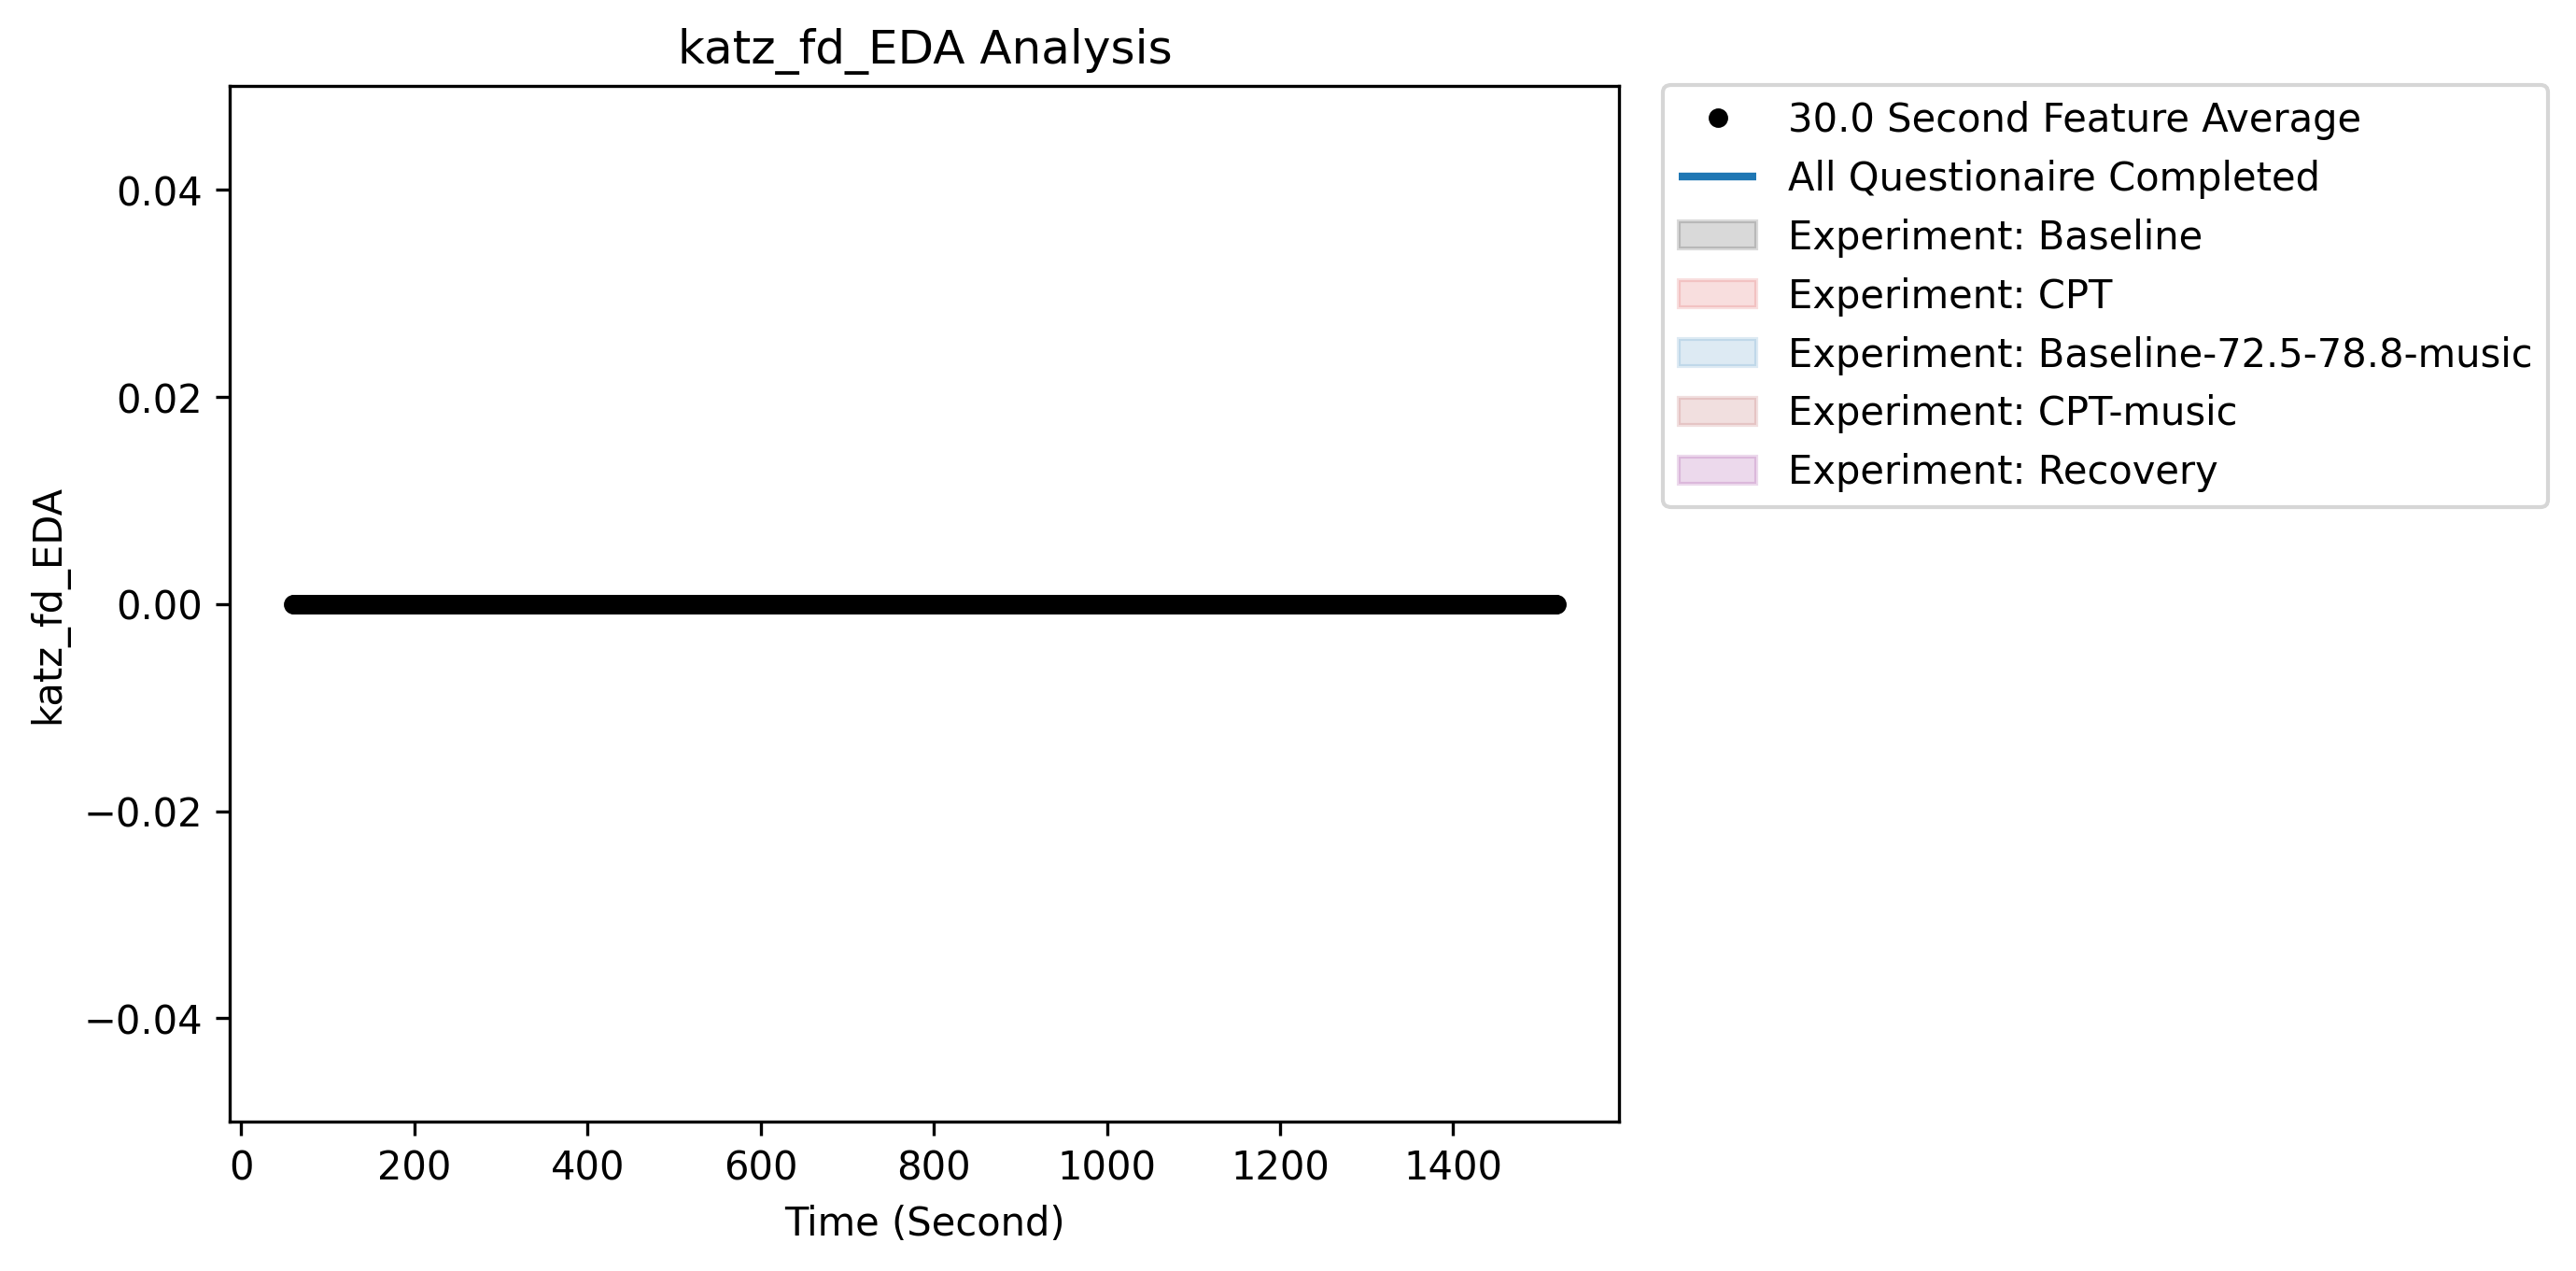 katz_fd_EDA Analysis
30.0 Second Feature Average
All Questionaire Completed
Experiment: Baseline
Experiment: CPT
Experiment: Baseline-72.5-78.8-music
Experiment: CPT-music
Experiment: Recovery
katz_fd_EDA
0.04
0.02
0.00
−0.02
−0.04
0 200 400 600 800 1000 1200 1400
Time (Second)